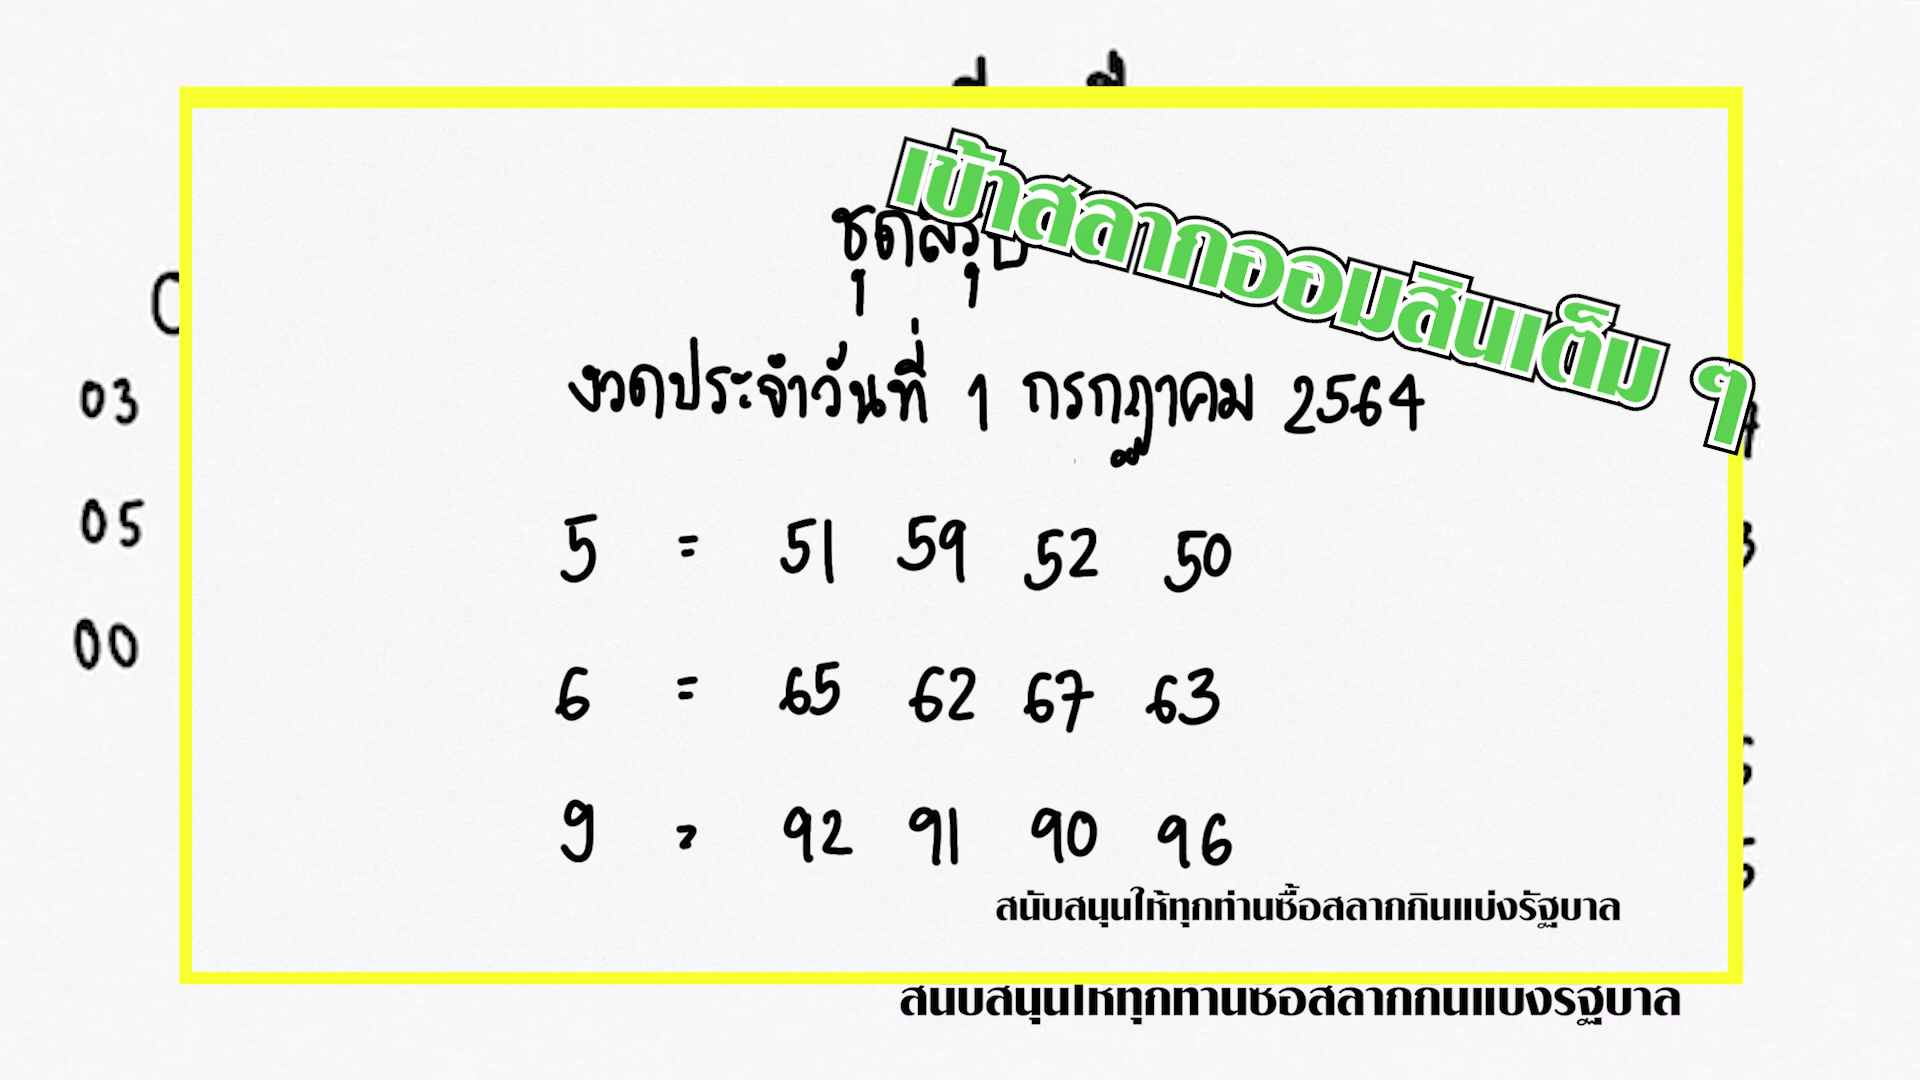 เข้าสลากออมสินเต็ม ๆ
ชุดสรุป
งวดประจำวันที่ 1 กรกฎาคม 2564
03
05
00
5 = 51 59 52 50
6 = 65 62 67 63
9 = 92 91 90 96
สนับสนุนให้ทุกท่านซื้อสลากกินแบ่งรัฐบาล
สนับสนุนให้ทุกท่านซื้อสลากกินแบ่งรัฐบาล